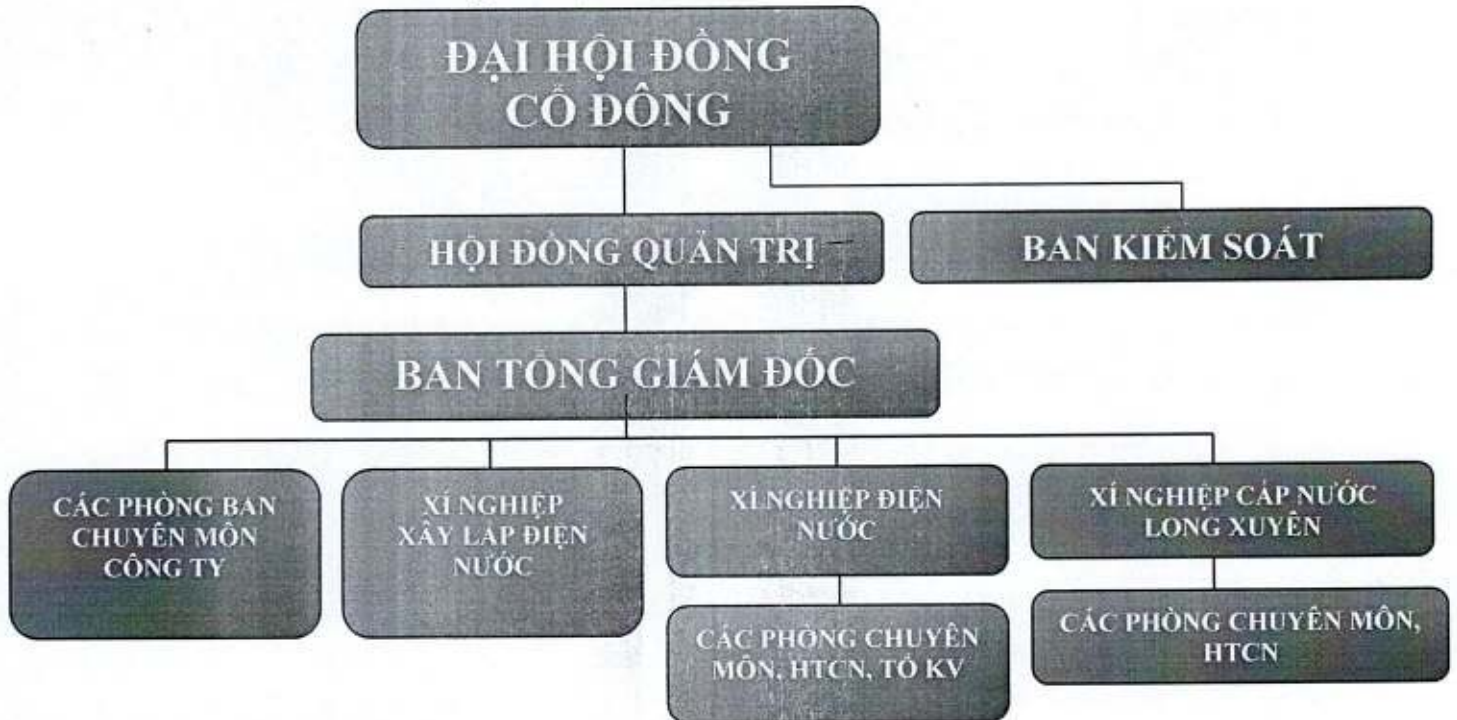 ĐẠI HỘI ĐỒNG
CỔ ĐÔNG
HỘI ĐỒNG QUẢN TRỊ
BAN KIỂM SOÁT
BAN TỔNG GIÁM ĐỐC
CÁC PHÒNG BAN
CHUYÊN MÔN
CÔNG TY
XÍ NGHIỆP
XÂY LẮP ĐIỆN
NƯỚC
XÍ NGHIỆP ĐIỆN
NƯỚC
XÍ NGHIỆP CẤP NƯỚC
LONG XUYÊN
CÁC PHÒNG CHUYÊN
MÔN, HTCN, TỔ KV
CÁC PHÒNG CHUYÊN MÔN,
HTCN